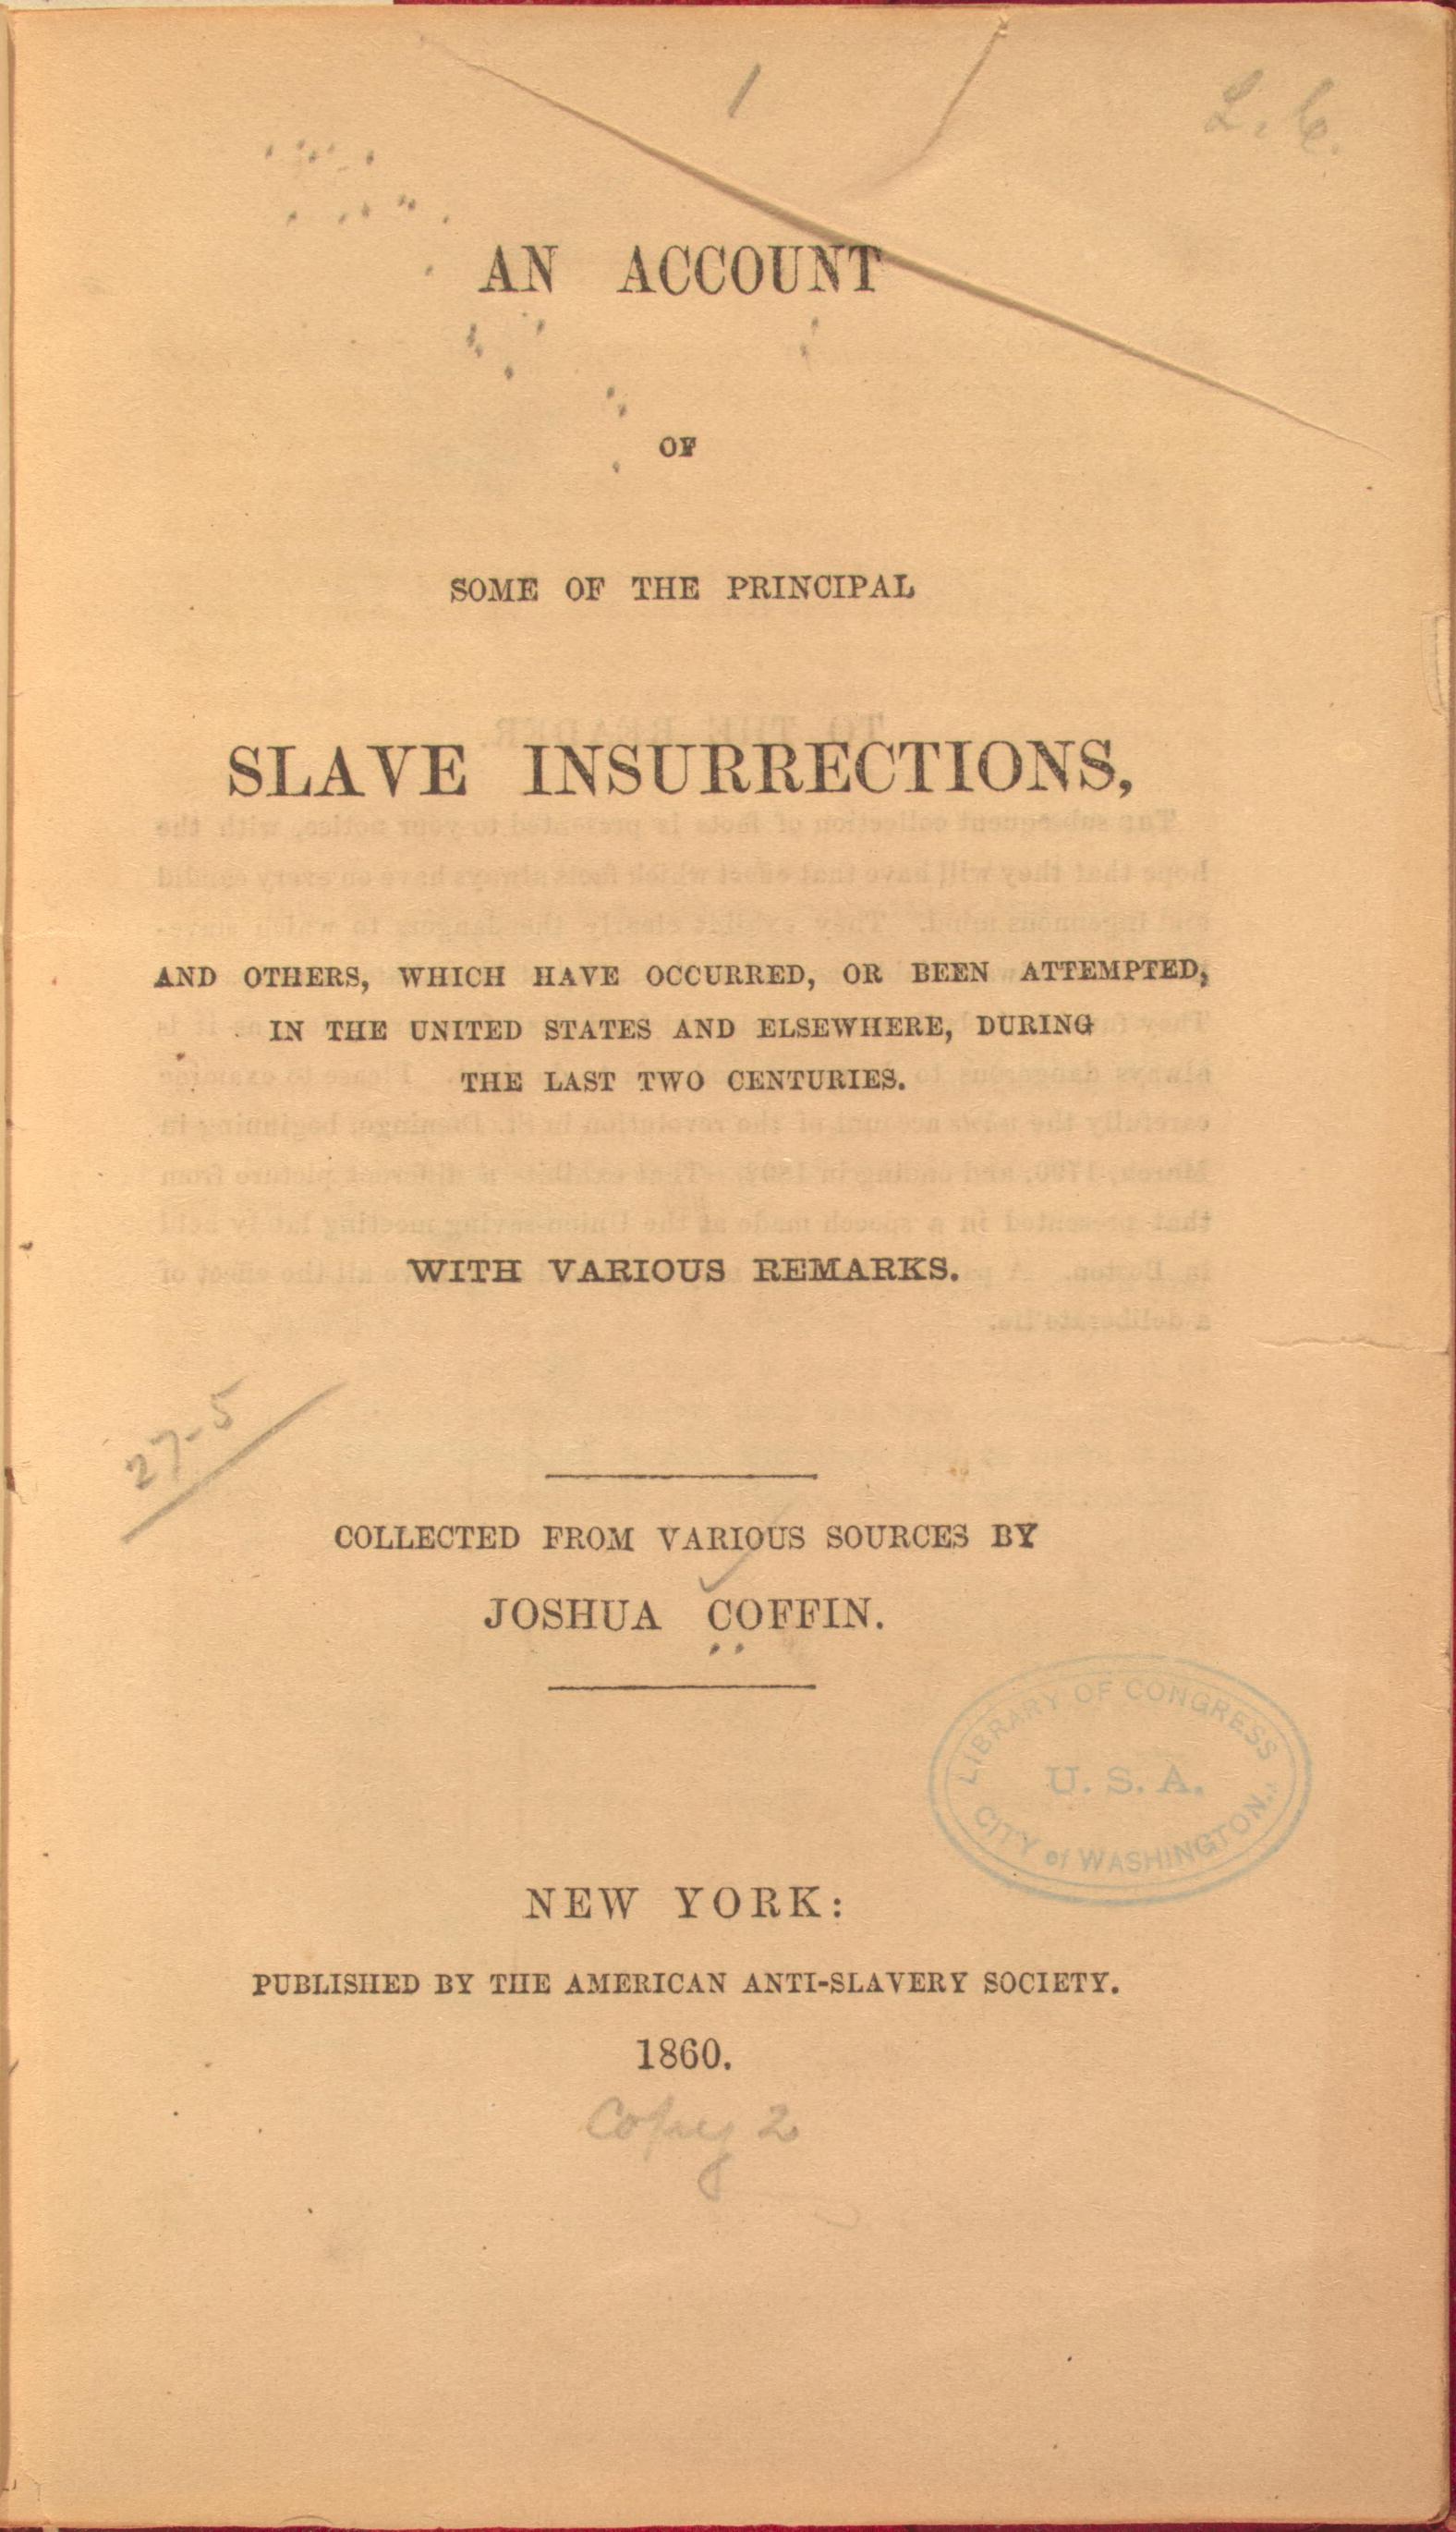 1
L. C.
AN ACCOUNT
OF
SOME OF THE PRINCIPAL
SLAVE INSURRECTIONS,
AND OTHERS, WHICH HAVE OCCURRED, OR BEEN ATTEMPTED,
IN THE UNITED STATES AND ELSEWHERE, DURING
THE LAST TWO CENTURIES.
WITH VARIOUS REMARKS.
27-5
COLLECTED FROM VARIOUS SOURCES BY
JOSHUA COFFIN.
LIBRARY OF CONGRESS
U. S. A.
CITY of WASHINGTON.
NEW YORK:
PUBLISHED BY THE AMERICAN ANTI-SLAVERY SOCIETY.
1860.
Copy 2